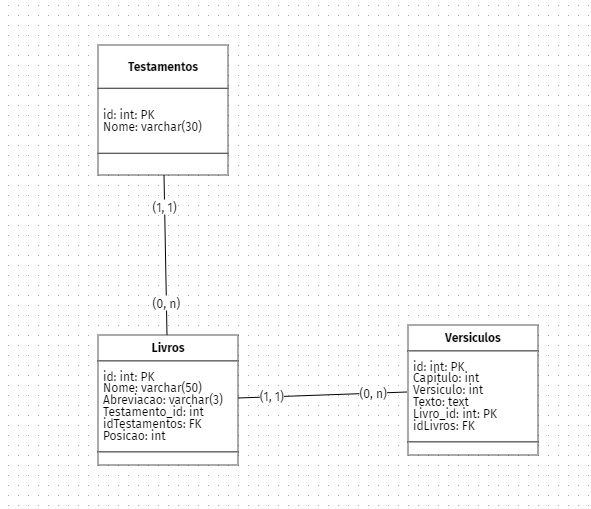 Testamentos
id: int: PK
Nome: varchar(30)
(1, 1)
(0, n)
Livros
id: int: PK
Nome: varchar(50)
Abreviacao: varchar(3)
Testamento_id: int
idTestamentos: FK
Posicao: int
(1, 1)
(0, n)
Versiculos
id: int: PK
Capitulo: int
Versiculo: int
Texto: text
Livro_id: int: PK
idLivros: FK